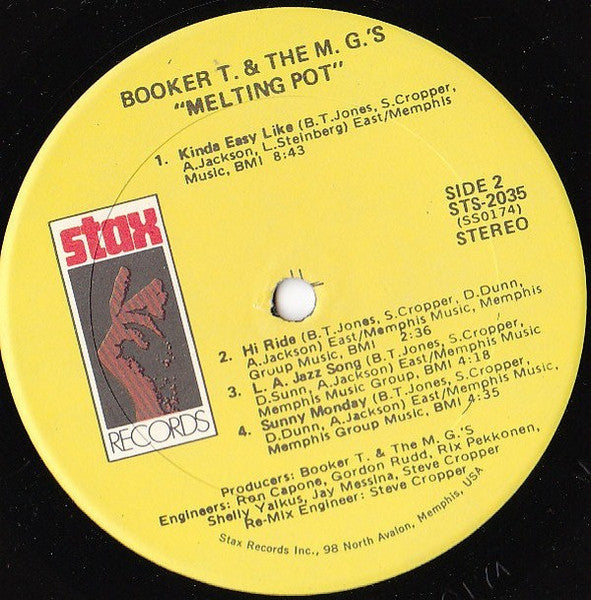 BOOKER T. & THE M. G.'S
"MELTING POT"
1. Kinda Easy Like (B.T.Jones, S.Cropper,
A.Jackson, L.Steinberg) East/Memphis
Music, BMI 8:43
SIDE 2
STS-2035
(SS0174)
STEREO
stax
RECORDS
2. Hi Ride (B.T.Jones, S.Cropper, D.Dunn,
A.Jackson) East/Memphis Music, Memphis
Group Music, BMI 2:36
3. L. A. Jazz Song (B.T.Jones, S.Cropper,
D.Sunn, A.Jackson) East/Memphis Music
Memphis Music Group, BMI 4:18
4. Sunny Monday (B.T.Jones, S.Cropper,
D.Dunn, A.Jackson) East/Memphis Music,
Memphis Group Music, BMI 4:35
Producers: Booker T. & The M. G.'S
Engineers: Ron Capone, Gordon Rudd, Rix Pekkonen,
Shelly Yalkus, Jay Messina, Steve Cropper
Re-Mix Engineer: Steve Cropper
Stax Records Inc., 98 North Avalon, Memphis, USA